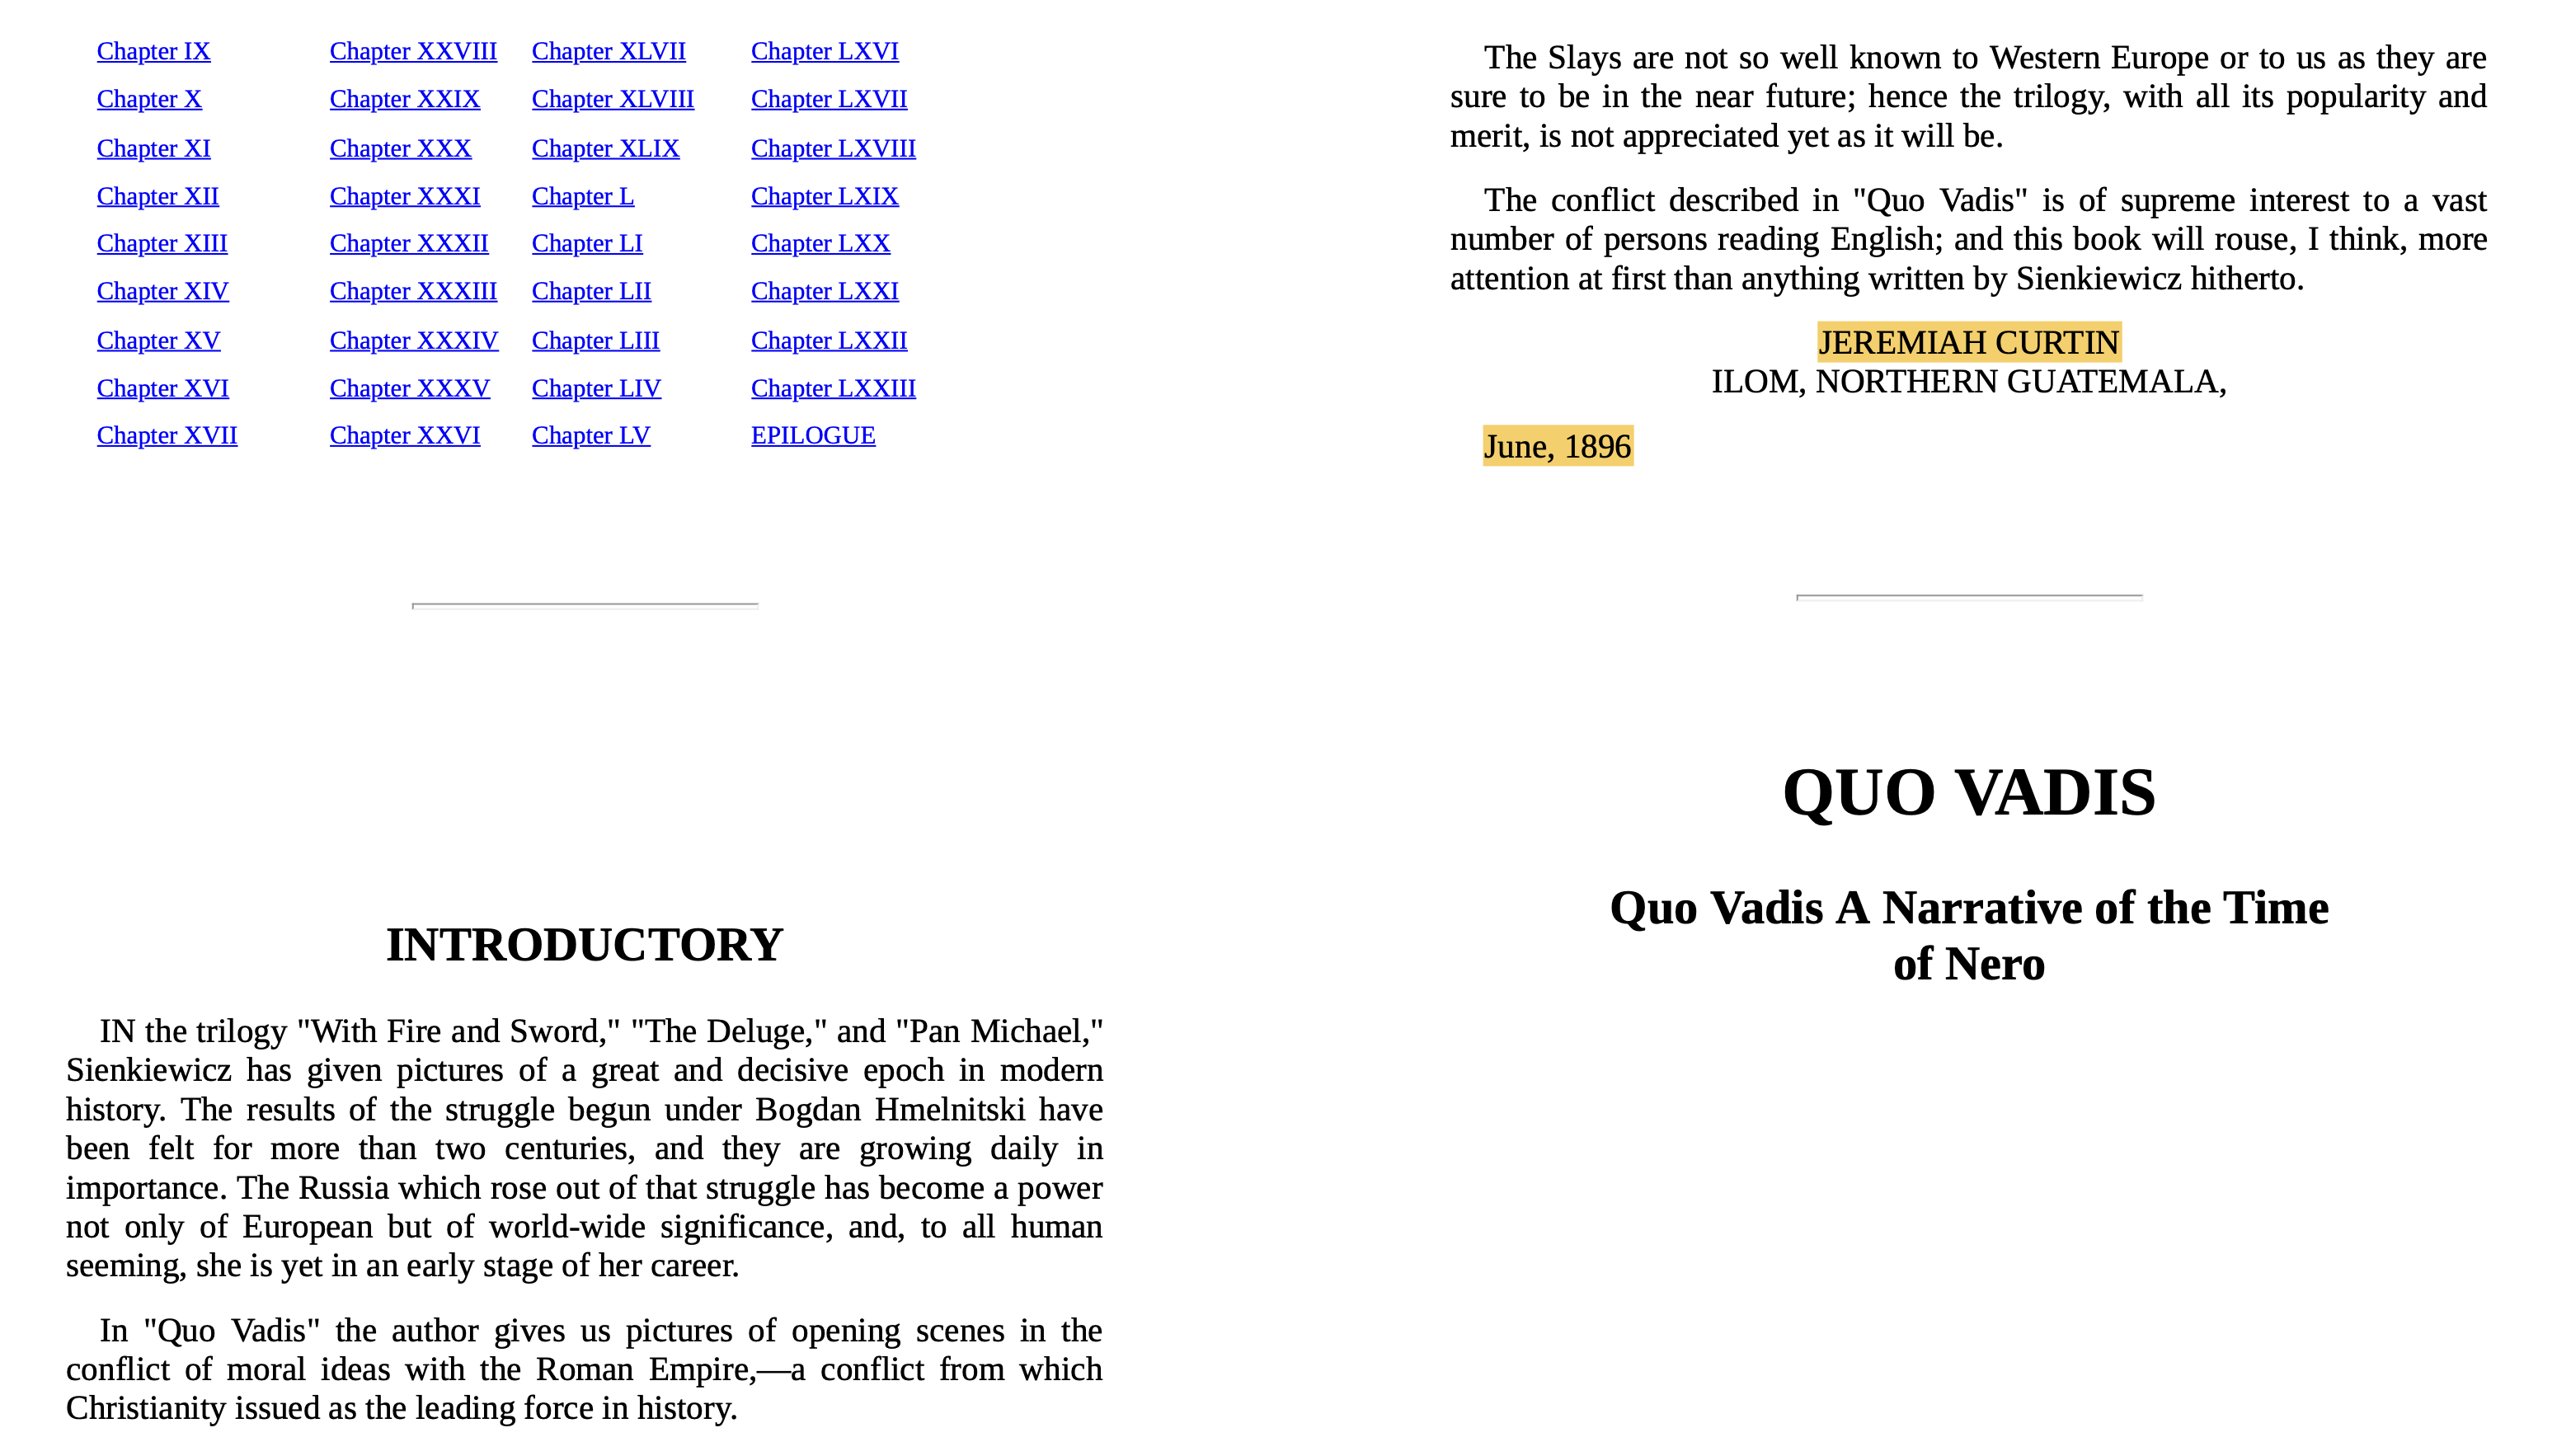 Chapter IX Chapter XXVIII Chapter XLVII Chapter LXVI
Chapter X Chapter XXIX Chapter XLVIII Chapter LXVII
Chapter XI Chapter XXX Chapter XLIX Chapter LXVIII
Chapter XII Chapter XXXI Chapter L Chapter LXIX
Chapter XIII Chapter XXXII Chapter LI Chapter LXX
Chapter XIV Chapter XXXIII Chapter LII Chapter LXXI
Chapter XV Chapter XXXIV Chapter LIII Chapter LXXII
Chapter XVI Chapter XXXV Chapter LIV Chapter LXXIII
Chapter XVII Chapter XXVI Chapter LV EPILOGUE
INTRODUCTORY
IN the trilogy "With Fire and Sword," "The Deluge," and "Pan Michael,"
Sienkiewicz has given pictures of a great and decisive epoch in modern
history. The results of the struggle begun under Bogdan Hmelnitski have
been felt for more than two centuries, and they are growing daily in
importance. The Russia which rose out of that struggle has become a power
not only of European but of world-wide significance, and, to all human
seeming, she is yet in an early stage of her career.
In "Quo Vadis" the author gives us pictures of opening scenes in the
conflict of moral ideas with the Roman Empire,—a conflict from which
Christianity issued as the leading force in history.
The Slays are not so well known to Western Europe or to us as they are
sure to be in the near future; hence the trilogy, with all its popularity and
merit, is not appreciated yet as it will be.
The conflict described in "Quo Vadis" is of supreme interest to a vast
number of persons reading English; and this book will rouse, I think, more
attention at first than anything written by Sienkiewicz hitherto.
JEREMIAH CURTIN
ILOM, NORTHERN GUATEMALA,
June, 1896
QUO VADIS
Quo Vadis A Narrative of the Time
of Nero